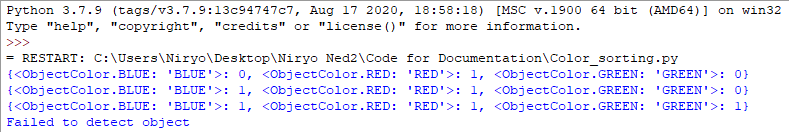 Python 3.7.9 (tags/v3.7.9:13c94747c7, Aug 17 2020, 18:58:18) [MSC v.1900 64 bit (AMD64)] on win32
Type "help", "copyright", "credits" or "license()" for more information.
>>>
= RESTART: C:\Users\Niryo\Desktop\Niryo Ned2\Code for Documentation\Color_sorting.py
{<ObjectColor.BLUE: 'BLUE'>: 0, <ObjectColor.RED: 'RED'>: 1, <ObjectColor.GREEN: 'GREEN'>: 0}
{<ObjectColor.BLUE: 'BLUE'>: 1, <ObjectColor.RED: 'RED'>: 1, <ObjectColor.GREEN: 'GREEN'>: 0}
{<ObjectColor.BLUE: 'BLUE'>: 1, <ObjectColor.RED: 'RED'>: 1, <ObjectColor.GREEN: 'GREEN'>: 1}
Failed to detect object